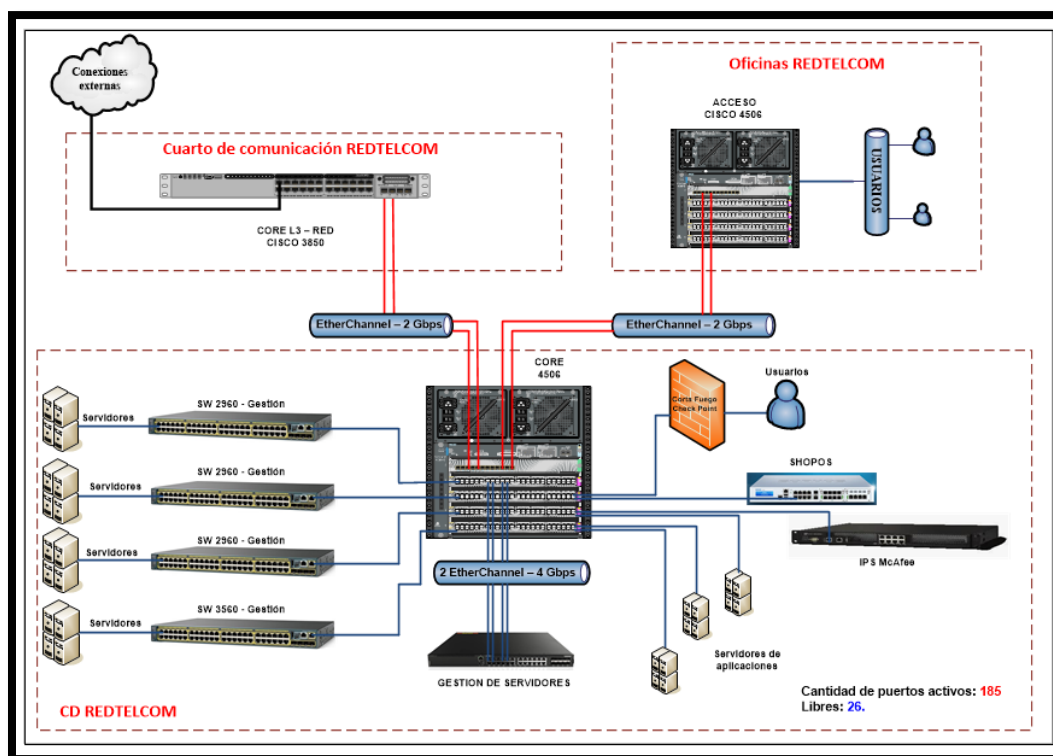 Conexiones
externas
Oficinas REDTELCOM
ACCESO
CISCO 4506
USUARIOS
Cuarto de comunicación REDTELCOM
CORE L3 – RED
CISCO 3850
EtherChannel – 2 Gbps
EtherChannel – 2 Gbps
CORE
4506
Usuarios
Corta Fuego
Check Point
Servidores
SW 2960 - Gestión
SHOPOS
Servidores
SW 2960 - Gestión
IPS McAfee
Servidores
SW 2960 - Gestión
2 EtherChannel – 4 Gbps
Servidores
SW 3560 - Gestión
Servidores de
aplicaciones
GESTION DE SERVIDORES
Cantidad de puertos activos: 185
Libres: 26.
CD REDTELCOM